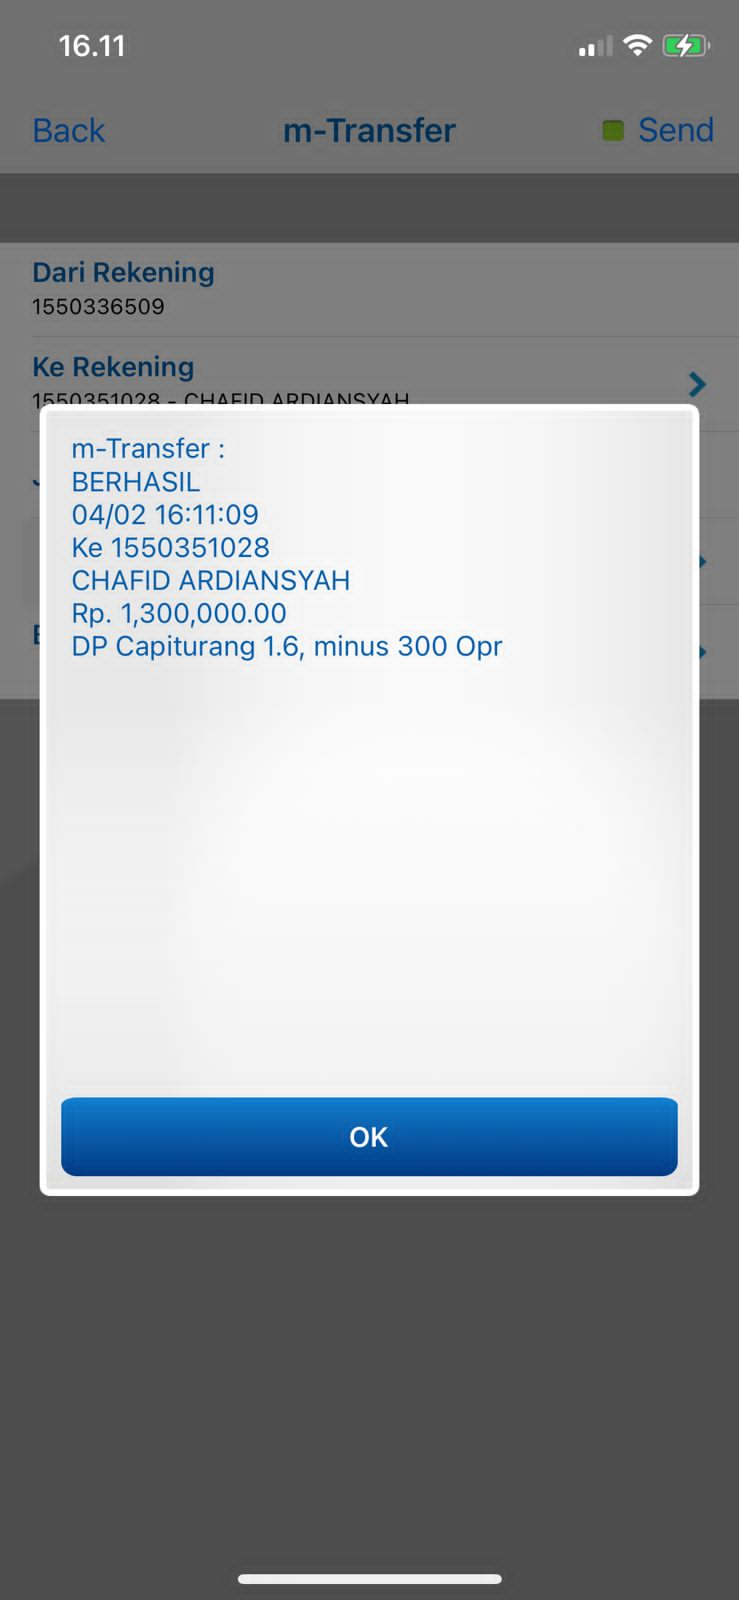 16.11
Back m-Transfer Send
Dari Rekening
1550336509
Ke Rekening
1550351028 - CHAFID ARDIANSYAH
m-Transfer :
BERHASIL
04/02 16:11:09
Ke 1550351028
CHAFID ARDIANSYAH
Rp. 1,300,000.00
DP Capiturang 1.6, minus 300 Opr
OK